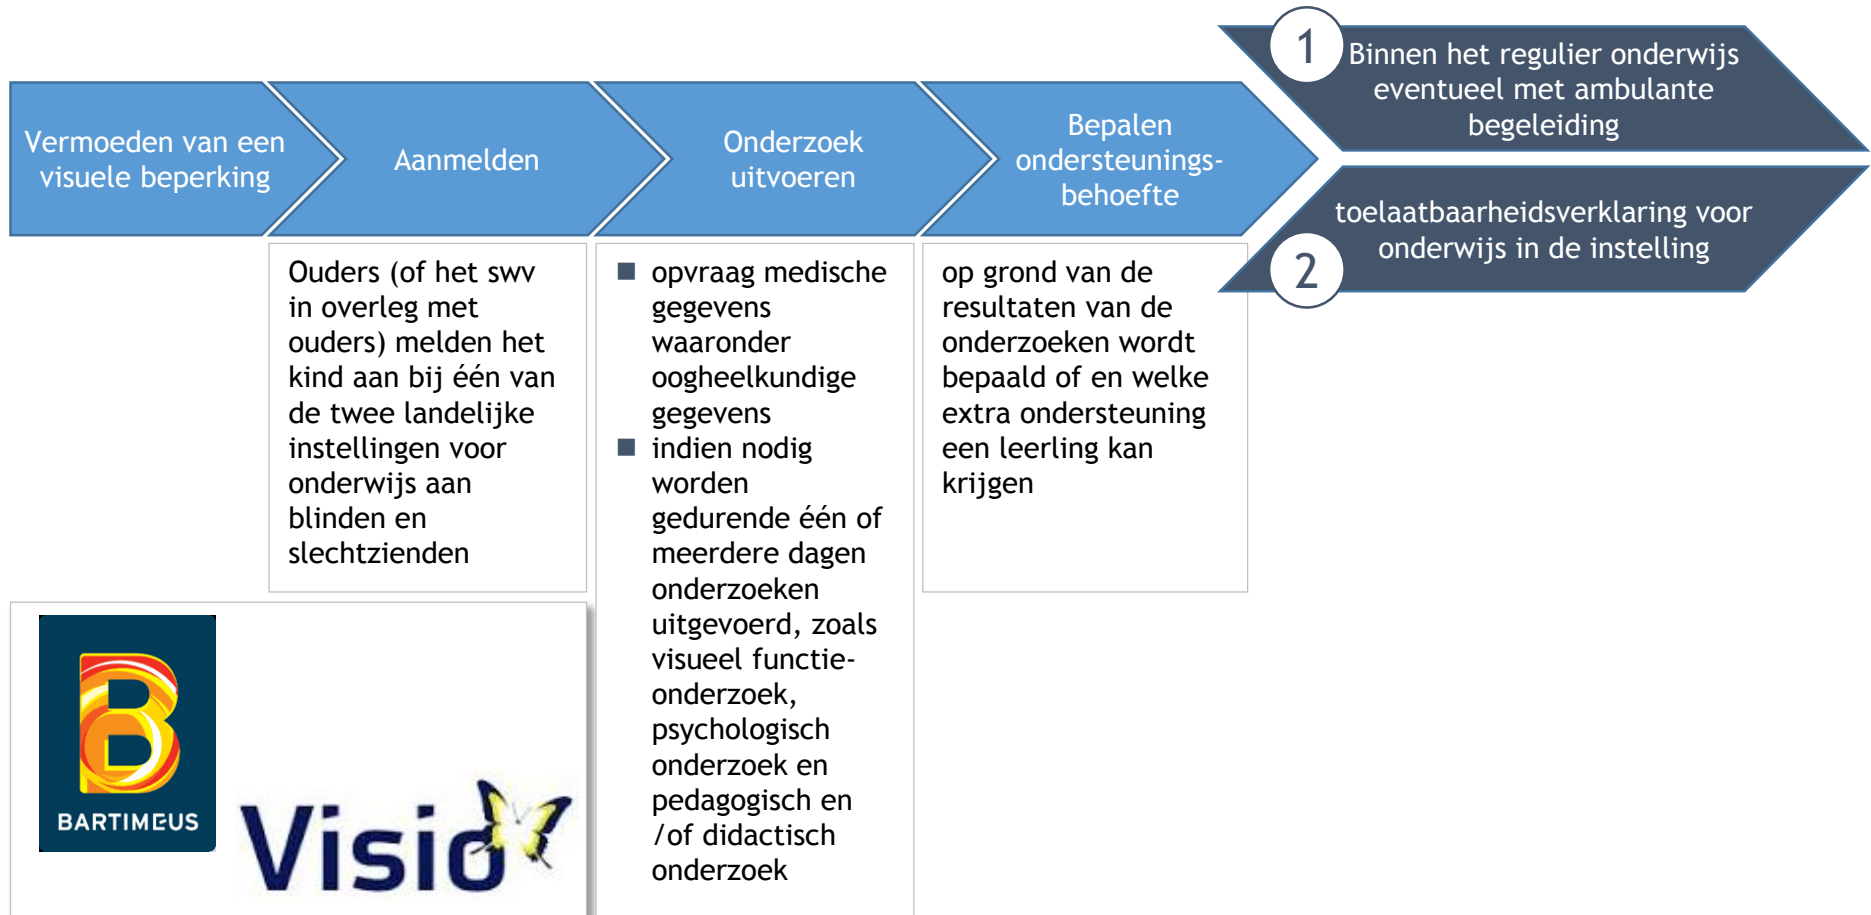 Vermoeden van een
visuele beperking
Aanmelden
Onderzoek
uitvoeren
Bepalen
ondersteunings-
behoefte
1
Binnen het regulier onderwijs
eventueel met ambulante
begeleiding
2
toelaatbaarheidsverklaring voor
onderwijs in de instelling
Ouders (of het swv
in overleg met
ouders) melden het
kind aan bij één van
de twee landelijke
instellingen voor
onderwijs aan
blinden en
slechtzienden
■ opvraag medische
gegevens
waaronder
oogheelkundige
gegevens
■ indien nodig
worden
gedurende één of
meerdere dagen
onderzoeken
uitgevoerd, zoals
visueel functie-
onderzoek,
psychologisch
onderzoek en
pedagogisch en
/of didactisch
onderzoek
op grond van de
resultaten van de
onderzoeken wordt
bepaald of en welke
extra ondersteuning
een leerling kan
krijgen
B
BARTIMEUS
Visio